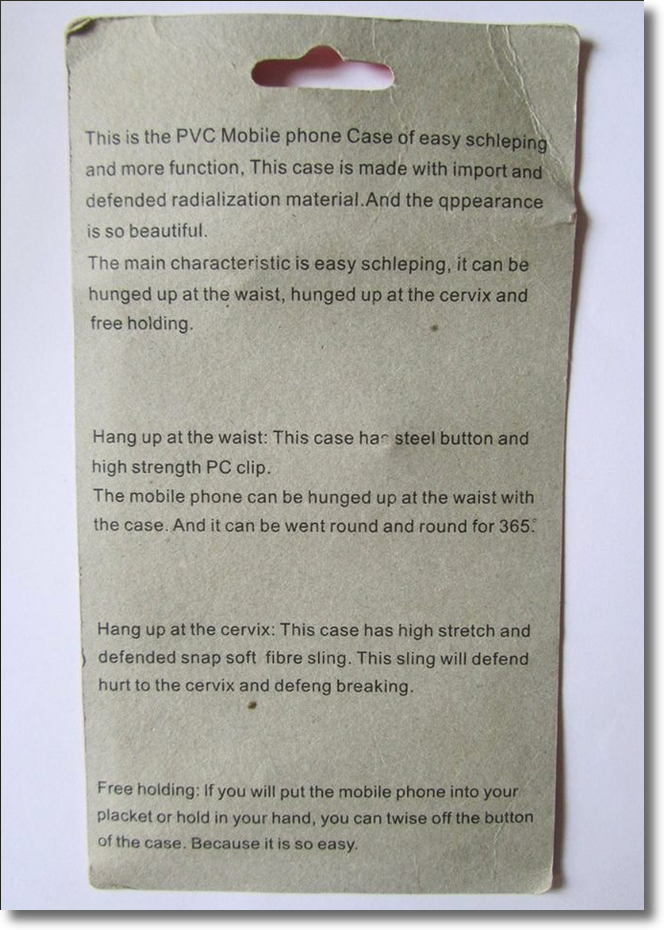 This is the PVC Mobile phone Case of easy schleping
and more function, This case is made with import and
defended radialization material.And the qppearance
is so beautiful.
The main characteristic is easy schleping, it can be
hunged up at the waist, hunged up at the cervix and
free holding.
Hang up at the waist: This case has steel button and
high strength PC clip.
The mobile phone can be hunged up at the waist with
the case. And it can be went round and round for 365.°
Hang up at the cervix: This case has high stretch and
defended snap soft fibre sling. This sling will defend
hurt to the cervix and defeng breaking.
Free holding: If you will put the mobile phone into your
placket or hold in your hand, you can twise off the button
of the case. Because it is so easy.